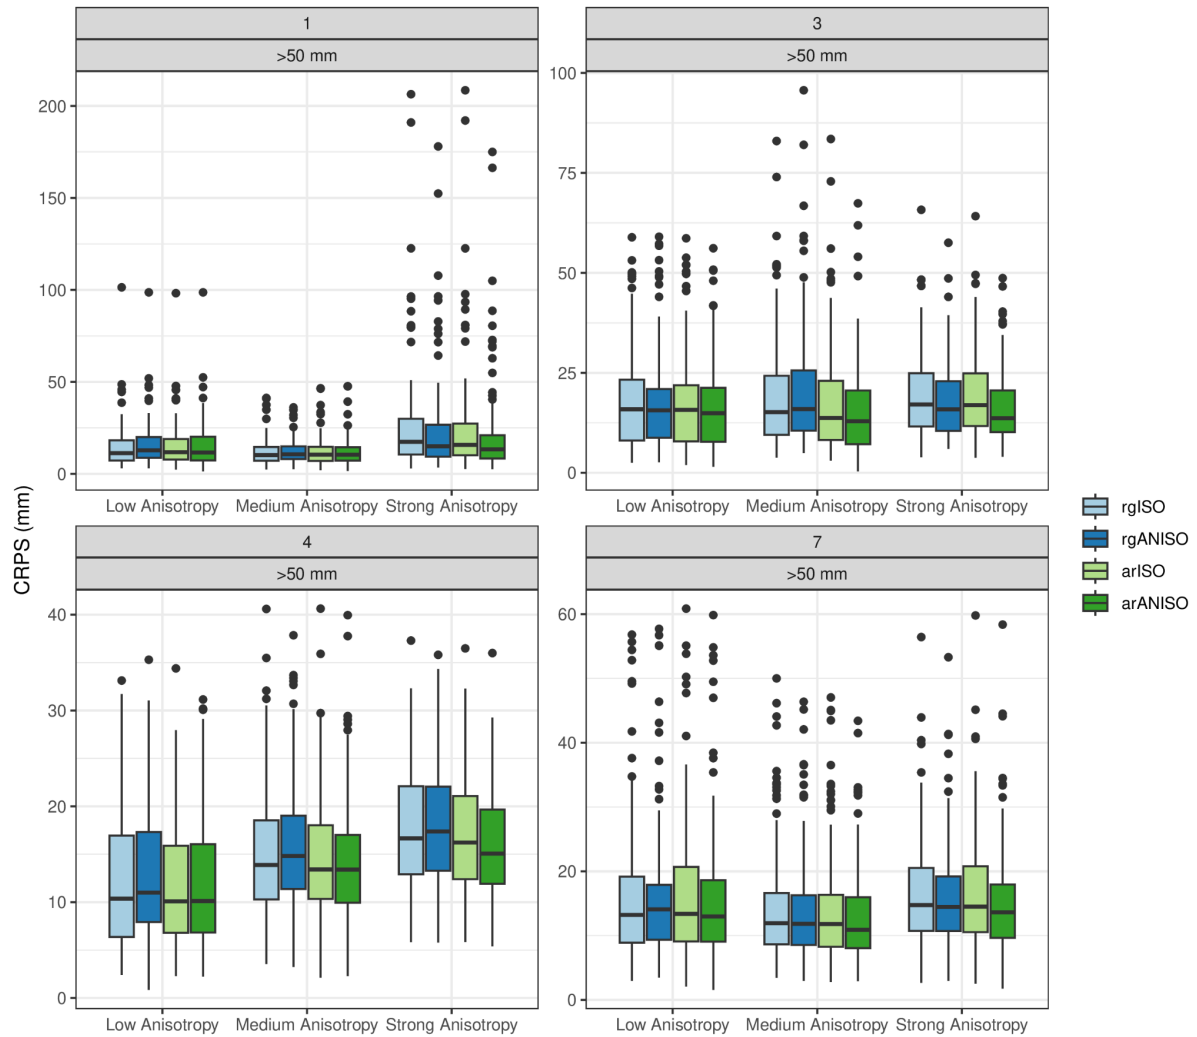 1
3
>50 mm
>50 mm
200
150
100
50
0
100
75
50
25
0
Low Anisotropy Medium Anisotropy Strong Anisotropy
Low Anisotropy Medium Anisotropy Strong Anisotropy
CRPS (mm)
4
7
>50 mm
>50 mm
40
30
20
10
0
60
40
20
0
Low Anisotropy Medium Anisotropy Strong Anisotropy
Low Anisotropy Medium Anisotropy Strong Anisotropy
rgISO
rgANISO
arISO
arANISO